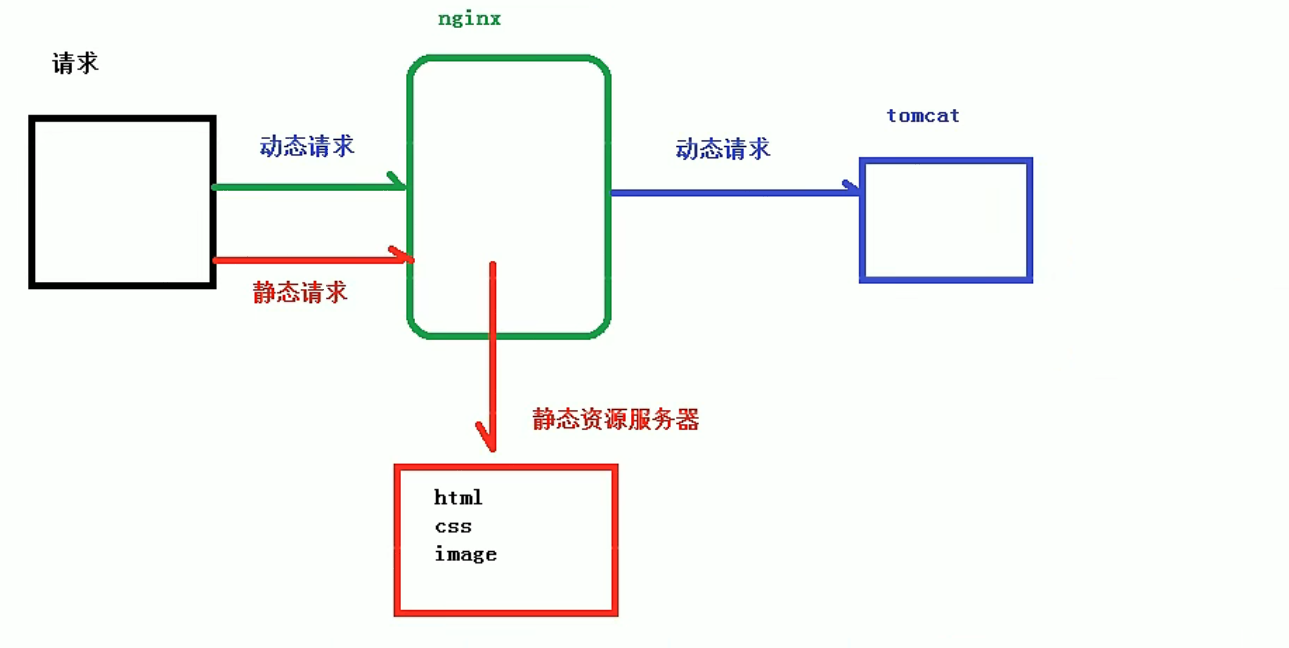 nginx
请求
tomcat
动态请求
动态请求
静态请求
静态资源服务器
html
css
image